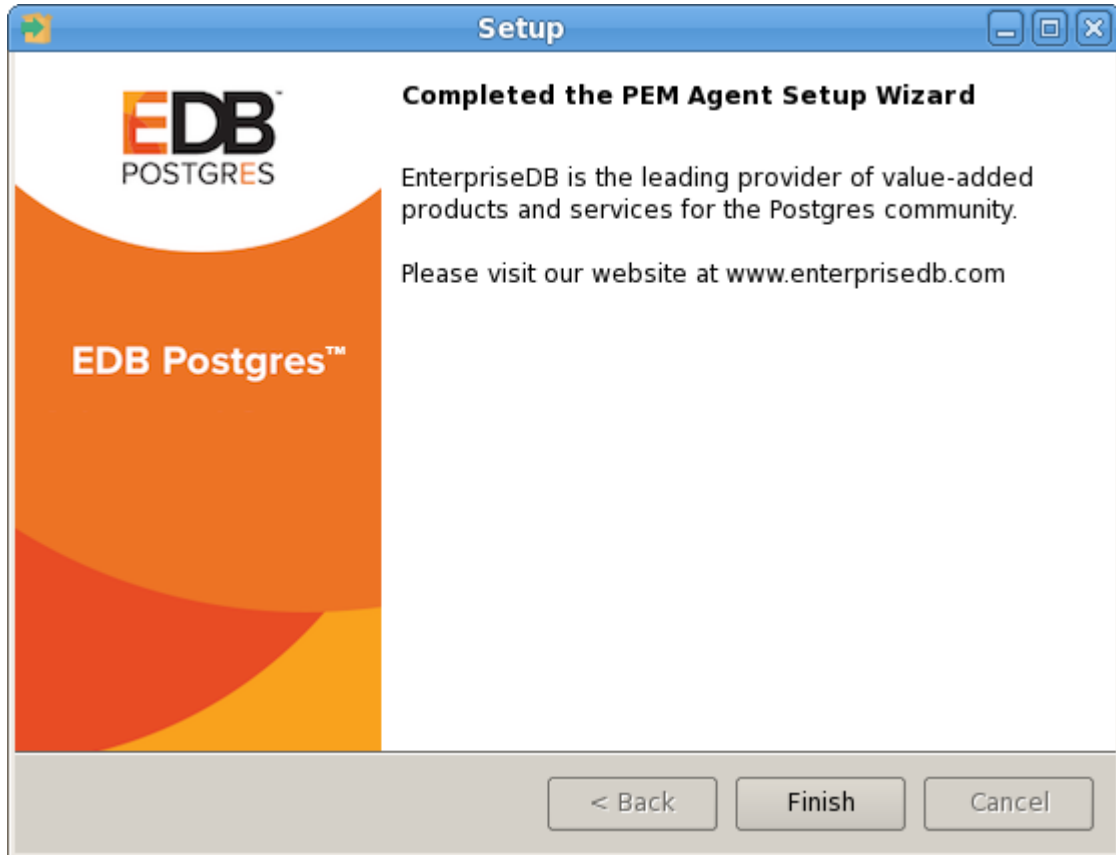 Setup
EDB™
POSTGRES
EDB Postgres™
Completed the PEM Agent Setup Wizard
EnterpriseDB is the leading provider of value-added
products and services for the Postgres community.
Please visit our website at www.enterprisedb.com
< Back
Finish
Cancel